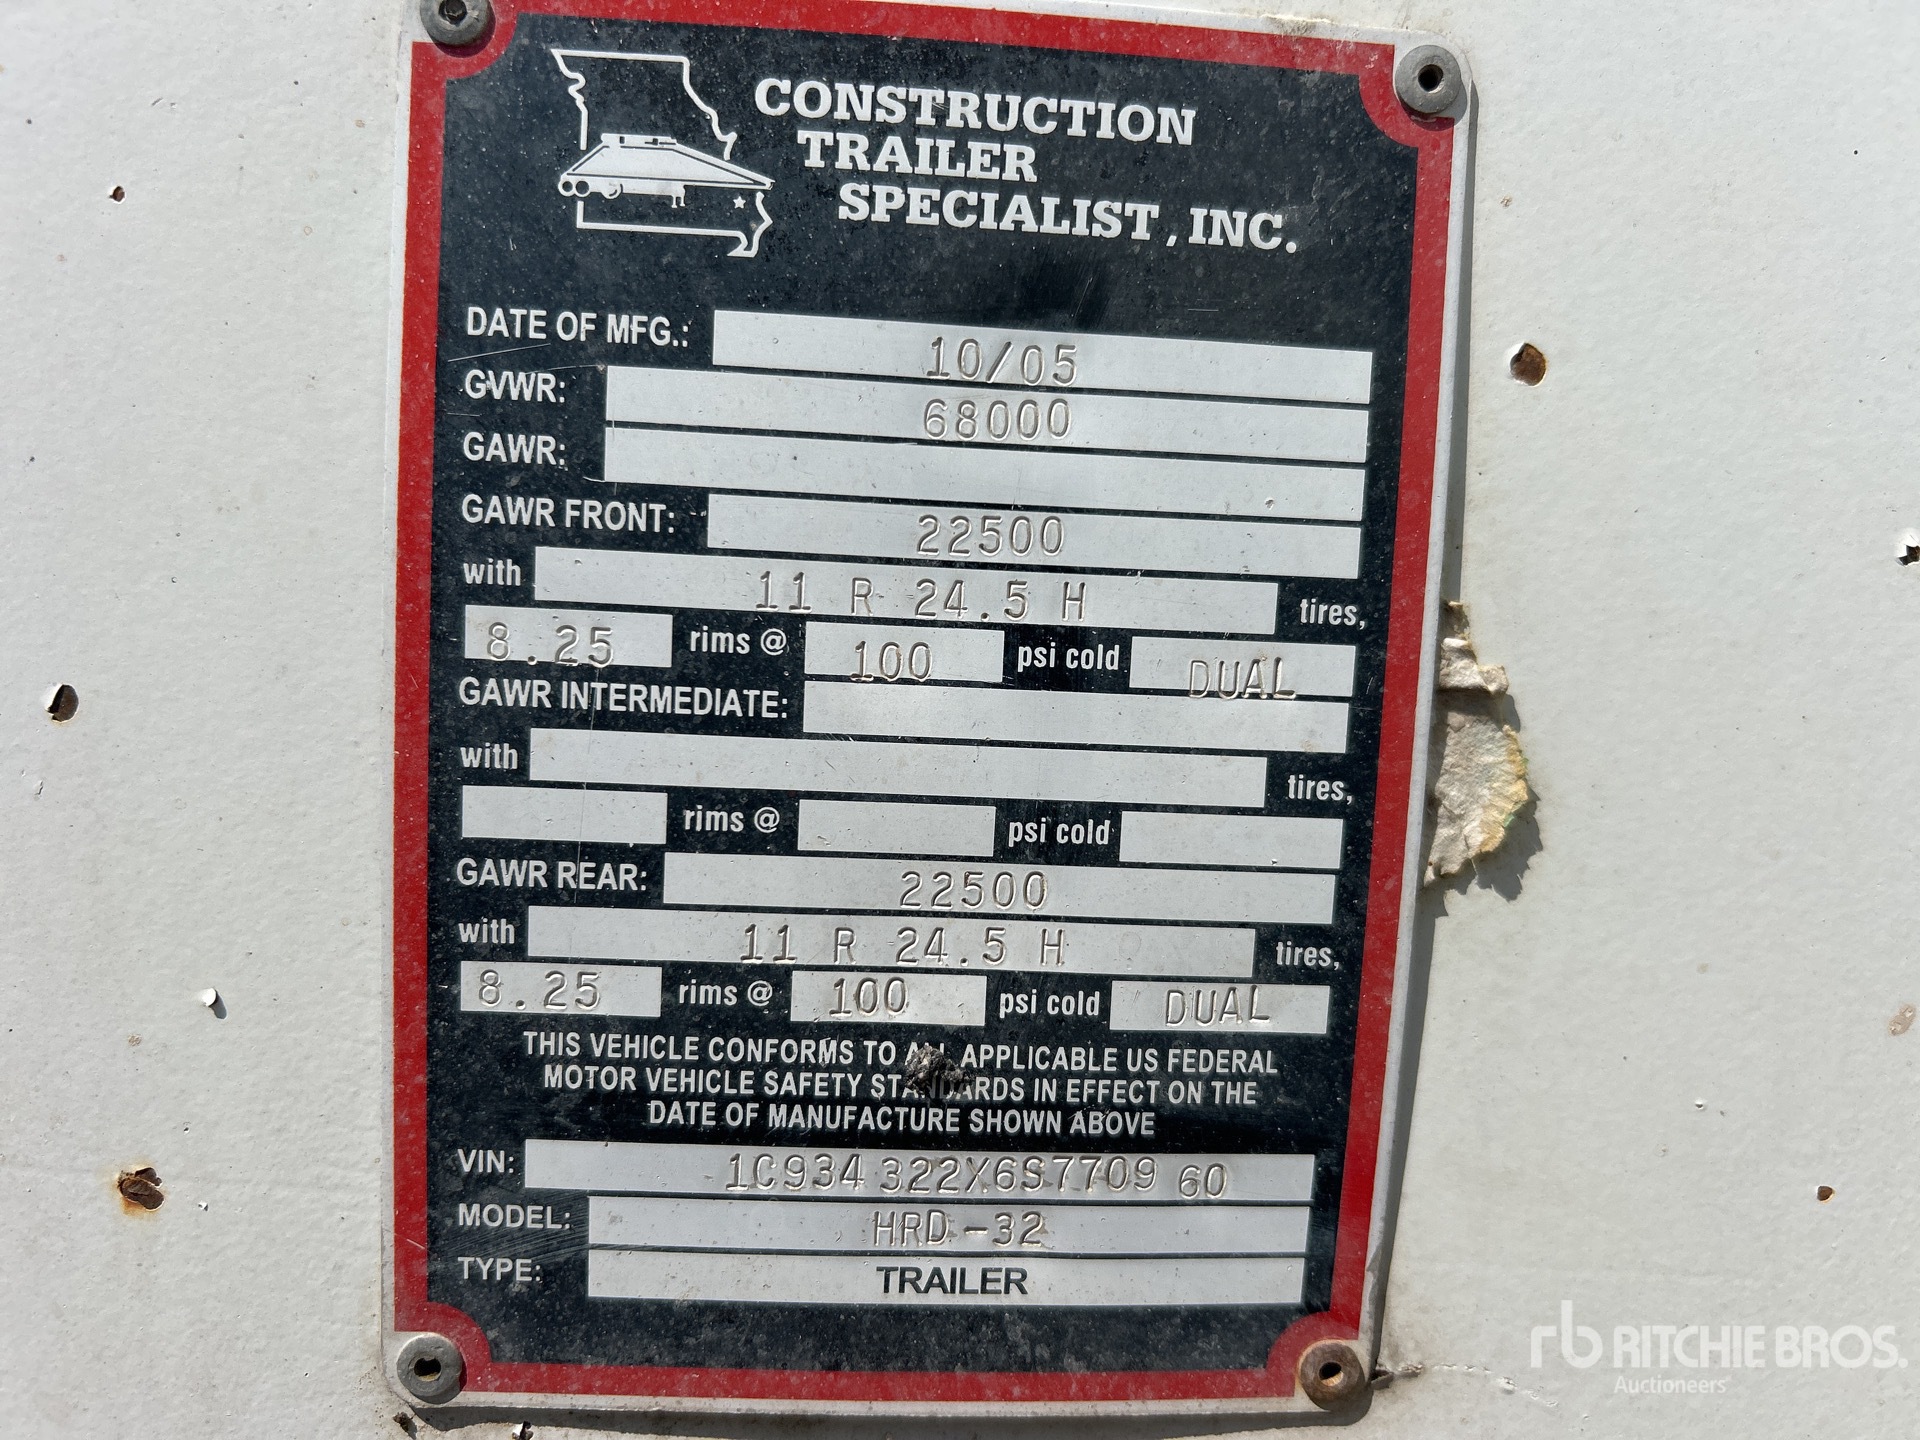 CONSTRUCTION
TRAILER
SPECIALIST, INC.
DATE OF MFG.: 10/05
GVWR: 68000
GAWR:
GAWR FRONT: 22500
with 11 R 24.5 H tires,
8.25 rims @ 100 psi cold DUAL
GAWR INTERMEDIATE:
with tires,
rims @ psi cold
GAWR REAR: 22500
with 11 R 24.5 H tires,
8.25 rims @ 100 psi cold DUAL
THIS VEHICLE CONFORMS TO ALL APPLICABLE US FEDERAL
MOTOR VEHICLE SAFETY STANDARDS IN EFFECT ON THE
DATE OF MANUFACTURE SHOWN ABOVE
VIN: 1C934322X6S770960
MODEL: HRD-32
TYPE: TRAILER
rb RITCHIE BROS.
Auctioneers